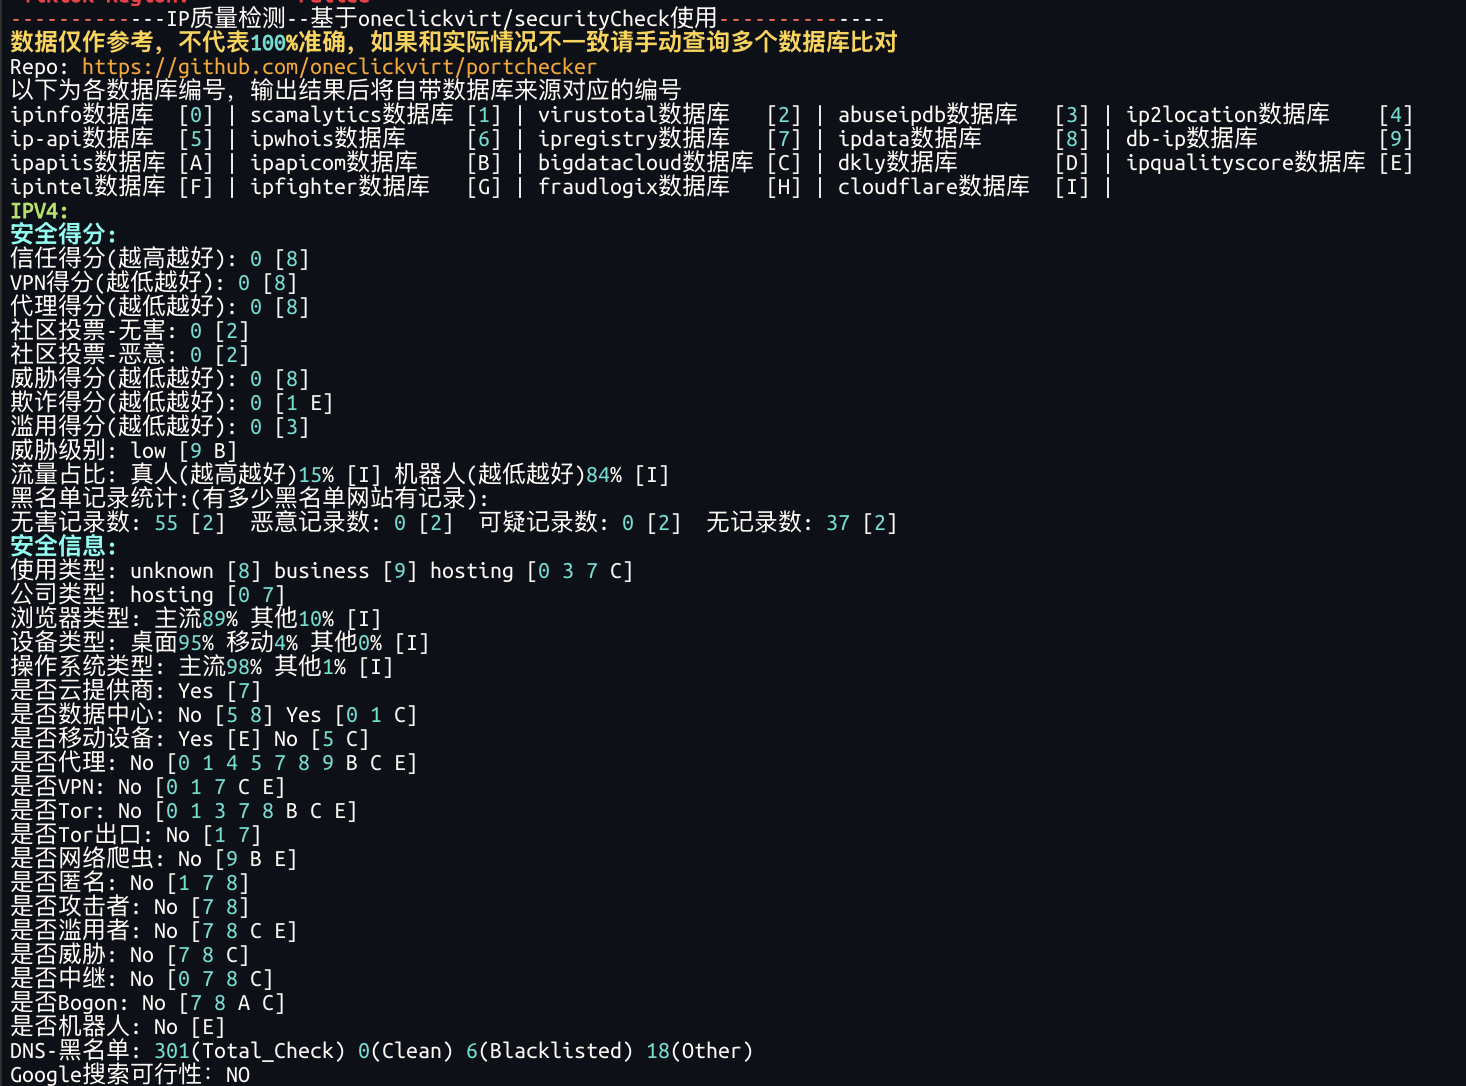 -------------IP质量检测--基于oneclickvirt/securityCheck使用--------------
数据仅作参考，不代表100%准确，如果和实际情况不一致请手动查询多个数据库比对
Repo: https://github.com/oneclickvirt/portchecker
以下为各数据库编号，输出结果后将自带数据库来源对应的编号
ipinfo数据库 [0] | scamalytics数据库 [1] | virustotal数据库 [2] | abuseipdb数据库 [3] | ip2location数据库 [4]
ip-api数据库 [5] | ipwhois数据库 [6] | ipregistry数据库 [7] | ipdata数据库 [8] | db-ip数据库 [9]
ipapiis数据库 [A] | ipapicom数据库 [B] | bigdatacloud数据库 [C] | dkly数据库 [D] | ipqualityscore数据库 [E]
ipintel数据库 [F] | ipfighter数据库 [G] | fraudlogix数据库 [H] | cloudflare数据库 [I] |
IPV4:
安全得分:
信任得分(越高越好): 0 [8]
VPN得分(越低越好): 0 [8]
代理得分(越低越好): 0 [8]
社区投票-无害: 0 [2]
社区投票-恶意: 0 [2]
威胁得分(越低越好): 0 [8]
欺诈得分(越低越好): 0 [1 E]
滥用得分(越低越好): 0 [3]
威胁级别: low [9 B]
流量占比: 真人(越高越好)15% [I] 机器人(越低越好)84% [I]
黑名单记录统计:(有多少黑名单网站有记录):
无害记录数: 55 [2] 恶意记录数: 0 [2] 可疑记录数: 0 [2] 无记录数: 37 [2]
安全信息:
使用类型: unknown [8] business [9] hosting [0 3 7 C]
公司类型: hosting [0 7]
浏览器类型: 主流89% 其他10% [I]
设备类型: 桌面95% 移动4% 其他0% [I]
操作系统类型: 主流98% 其他1% [I]
是否云提供商: Yes [7]
是否数据中心: No [5 8] Yes [0 1 C]
是否移动设备: Yes [E] No [5 C]
是否代理: No [0 1 4 5 7 8 9 B C E]
是否VPN: No [0 1 7 C E]
是否Tor: No [0 1 3 7 8 B C E]
是否Tor出口: No [1 7]
是否网络爬虫: No [9 B E]
是否匿名: No [1 7 8]
是否攻击者: No [7 8]
是否滥用者: No [7 8 C E]
是否威胁: No [7 8 C]
是否中继: No [0 7 8 C]
是否Bogon: No [7 8 A C]
是否机器人: No [E]
DNS-黑名单: 301(Total_Check) 0(Clean) 6(Blacklisted) 18(Other)
Google搜索可行性: NO